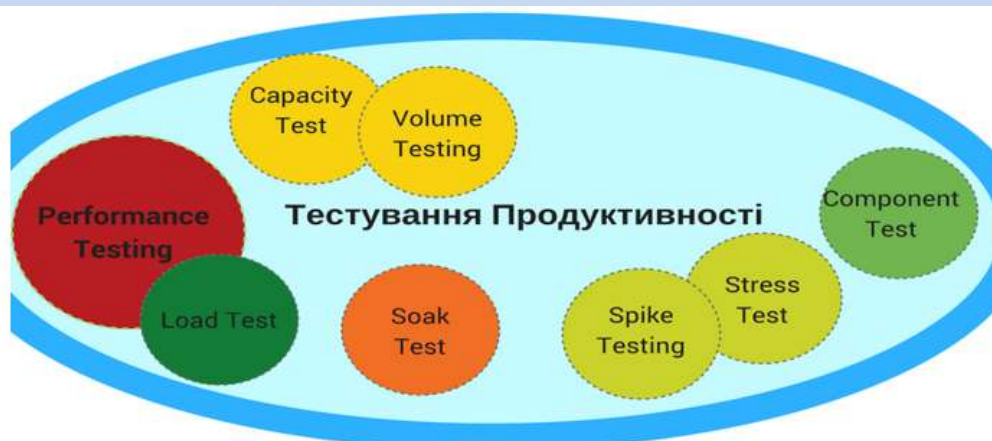 Capacity
Test
Volume
Testing
Performance
Testing
Тестування Продуктивності
Component
Test
Load Test
Soak
Test
Spike
Testing
Stress
Test